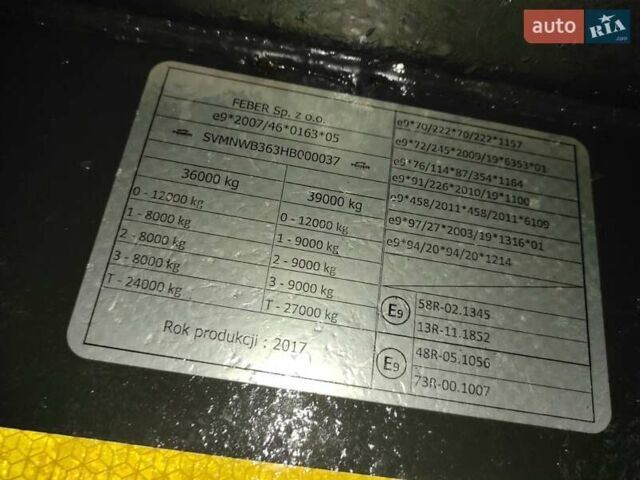 auto RIA .com
FEBER Sp. z o.o.
e9*2007/46*0163*05
SVMNWB363HB000037
36000 kg
0 - 12000 kg
1 - 8000 kg
2 - 8000 kg
3 - 8000 kg
T - 24000 kg
39000 kg
0 - 12000 kg
1 - 9000 kg
2 - 9000 kg
3 - 9000 kg
T - 27000 kg
Rok produkcji : 2017
e9*70/222*70/222*1157
e9*72/245*2009/19*6353*01
e9*76/114*87/354*1164
e9*91/226*2010/19*1100
e9*458/2011*458/2011*6109
e9*97/27*2003/19*1316*01
e9*94/20*94/20*1214
E9
58R-02.1345
13R-11.1852
E9
48R-05.1056
73R-00.1007